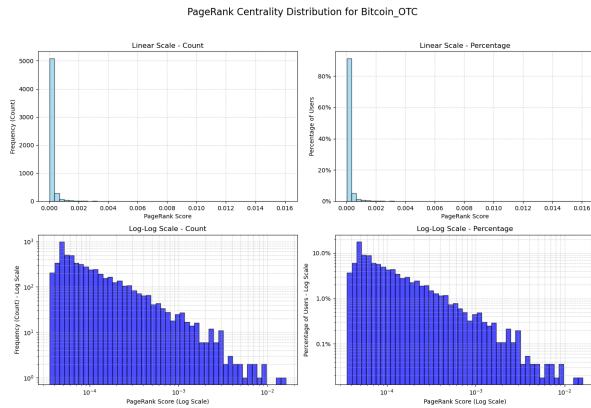 PageRank Centrality Distribution for Bitcoin_OTC
Linear Scale - Count
Frequency (Count)
5000
4000
3000
2000
1000
0
0.000 0.002 0.004 0.006 0.008 0.010 0.012 0.014 0.016
PageRank Score
Linear Scale - Percentage
Percentage of Users
80%
60%
40%
20%
0%
0.000 0.002 0.004 0.006 0.008 0.010 0.012 0.014 0.016
PageRank Score
Log-Log Scale - Count
Frequency (Count) - Log Scale
10³
10²
10¹
10⁰
10⁻⁴ 10⁻³ 10⁻²
PageRank Score (Log Scale)
Log-Log Scale - Percentage
Percentage of Users - Log Scale
10.0%
1.0%
0.1%
10⁻⁴ 10⁻³ 10⁻²
PageRank Score (Log Scale)